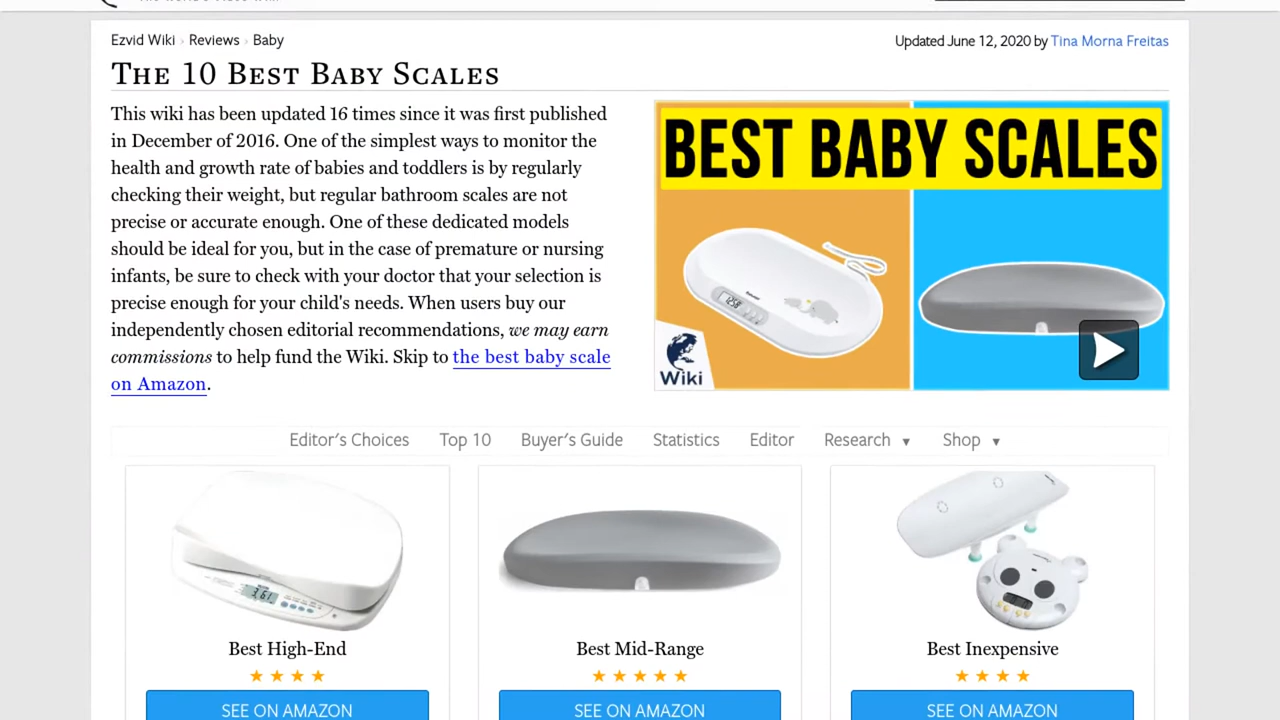 Ezvid Wiki › Reviews › Baby
Updated June 12, 2020 by Tina Morna Freitas
The 10 Best Baby Scales
This wiki has been updated 16 times since it was first published
in December of 2016. One of the simplest ways to monitor the
health and growth rate of babies and toddlers is by regularly
checking their weight, but regular bathroom scales are not
precise or accurate enough. One of these dedicated models
should be ideal for you, but in the case of premature or nursing
infants, be sure to check with your doctor that your selection is
precise enough for your child's needs. When users buy our
independently chosen editorial recommendations, we may earn
commissions to help fund the Wiki. Skip to the best baby scale
on Amazon.
BEST BABY SCALES
Wiki
Editor's Choices Top 10 Buyer's Guide Statistics Editor Research ▼ Shop ▼
3.61
Best High-End
Best Mid-Range
Best Inexpensive
SEE ON AMAZON
SEE ON AMAZON
SEE ON AMAZON